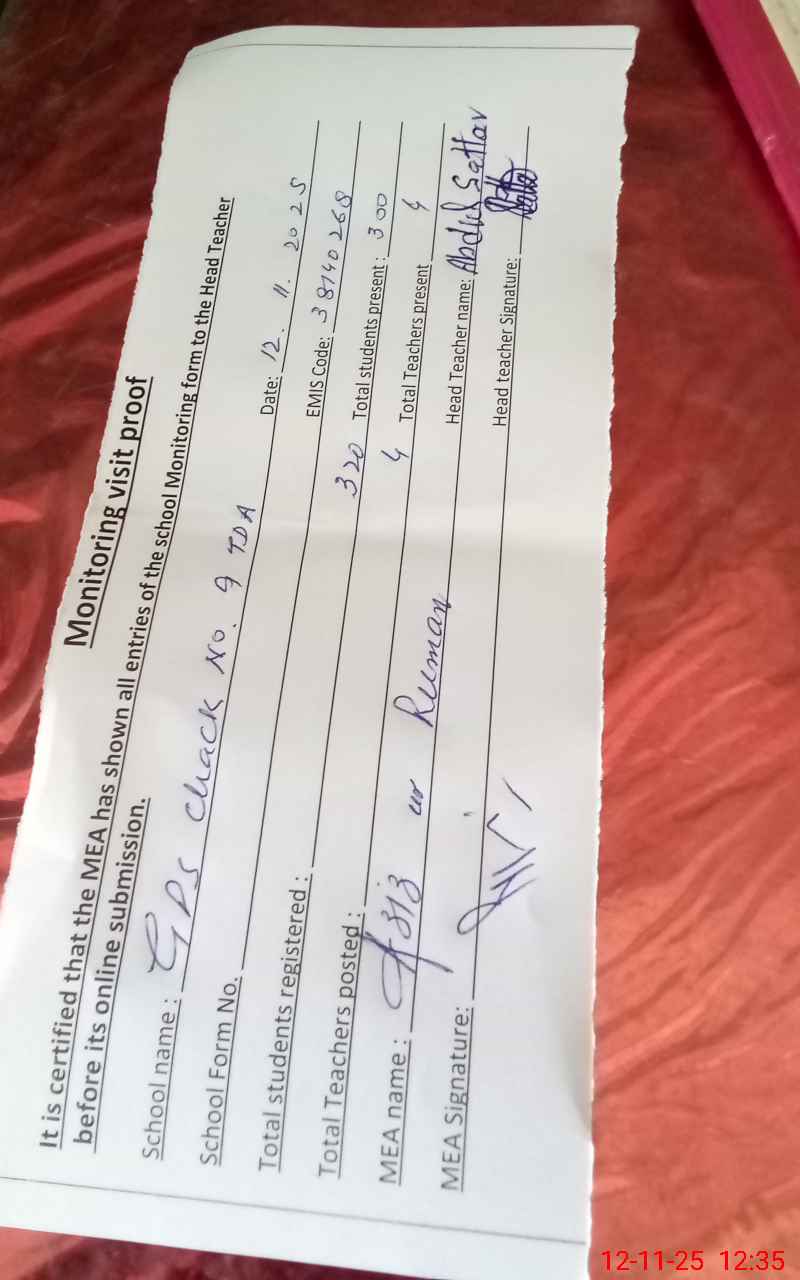 Monitoring visit proof
It is certified that the MEA has shown all entries of the school Monitoring form to the Head Teacher
before its online submission.
School name : GPS chack No. 9 TDA Date: 12. 11. 2025
School Form No. EMIS Code: 38140268
Total students registered : 320 Total students present : 300
Total Teachers posted : 4 Total Teachers present 4
MEA name : Aziz ur Reeman Head Teacher name: Abdul Sattar
MEA Signature: Head teacher Signature:
12-11-25 12:35